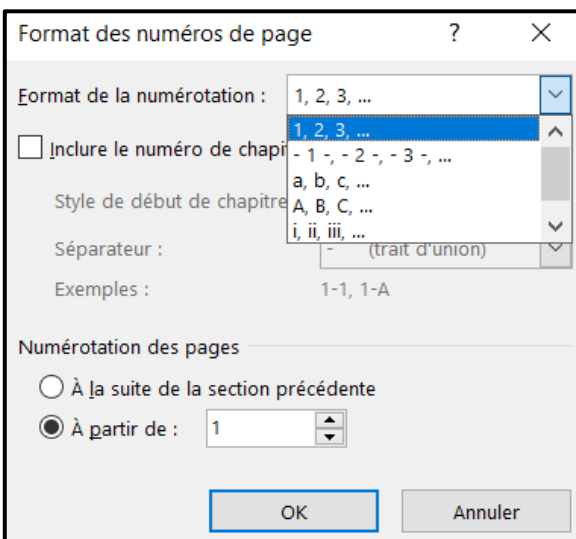 Format des numéros de page ? ×
Format de la numérotation : 1, 2, 3, ...
1, 2, 3, ...
Inclure le numéro de chapi
- 1 -, - 2 -, - 3 -, ...
a, b, c, ...
Style de début de chapitre
A, B, C, ...
i, ii, iii, ...
Séparateur : - (trait d'union)
Exemples : 1-1, 1-A
Numérotation des pages
À la suite de la section précédente
À partir de : 1
OK Annuler